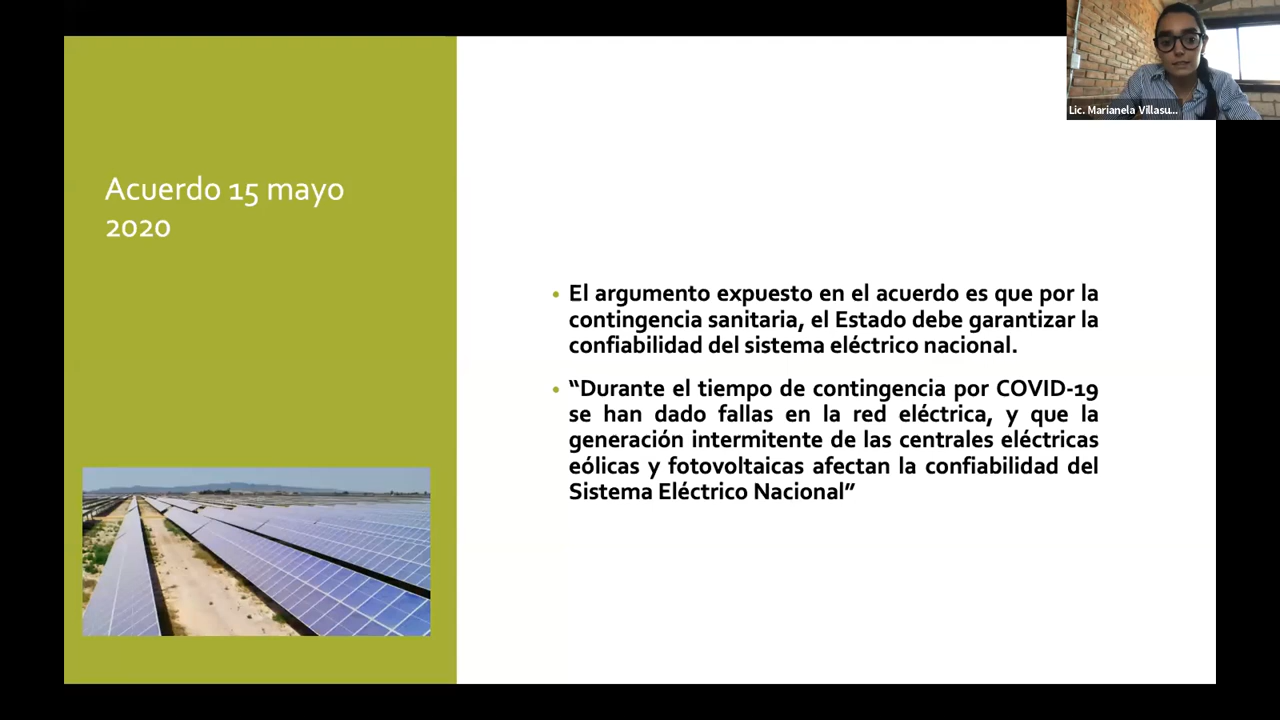 Lic. Marianela Villasu...
Acuerdo 15 mayo
2020
• El argumento expuesto en el acuerdo es que por la
contingencia sanitaria, el Estado debe garantizar la
confiabilidad del sistema eléctrico nacional.
• “Durante el tiempo de contingencia por COVID-19
se han dado fallas en la red eléctrica, y que la
generación intermitente de las centrales eléctricas
eólicas y fotovoltaicas afectan la confiabilidad del
Sistema Eléctrico Nacional”